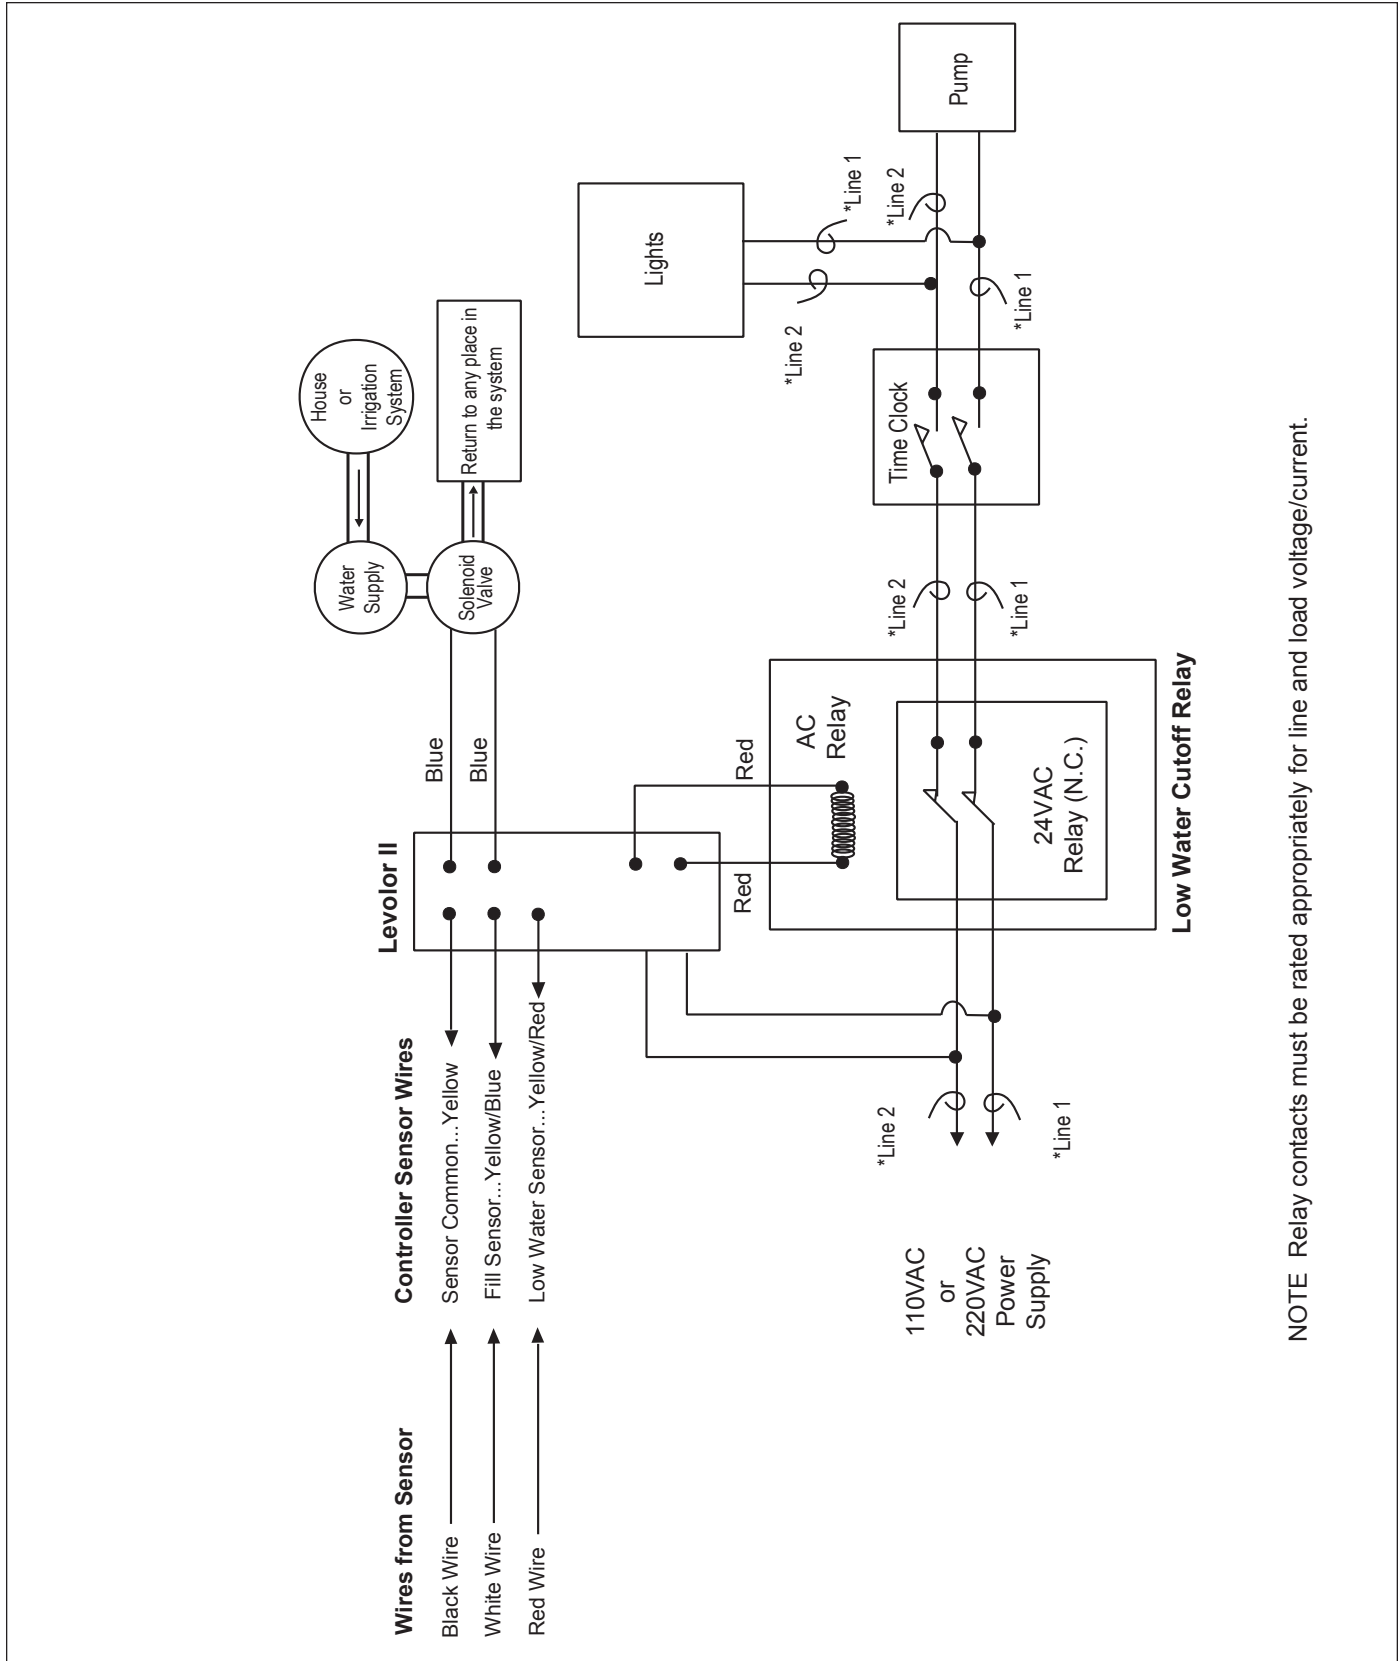 Wires from Sensor
Black Wire
White Wire
Red Wire
Controller Sensor Wires
Sensor Common...Yellow
Fill Sensor...Yellow/Blue
Low Water Sensor...Yellow/Red
Levolor II
Blue
Blue
Red
Red
Water
Supply
Solenoid
Valve
House
or
Irrigation
System
Return to any place in
the system
110VAC
or
220VAC
Power
Supply
*Line 2
*Line 1
AC
Relay
24VAC
Relay (N.C.)
Low Water Cutoff Relay
*Line 2
*Line 1
Time Clock
*Line 2
*Line 1
Lights
*Line 1
*Line 2
Pump
NOTE Relay contacts must be rated appropriately for line and load voltage/current.